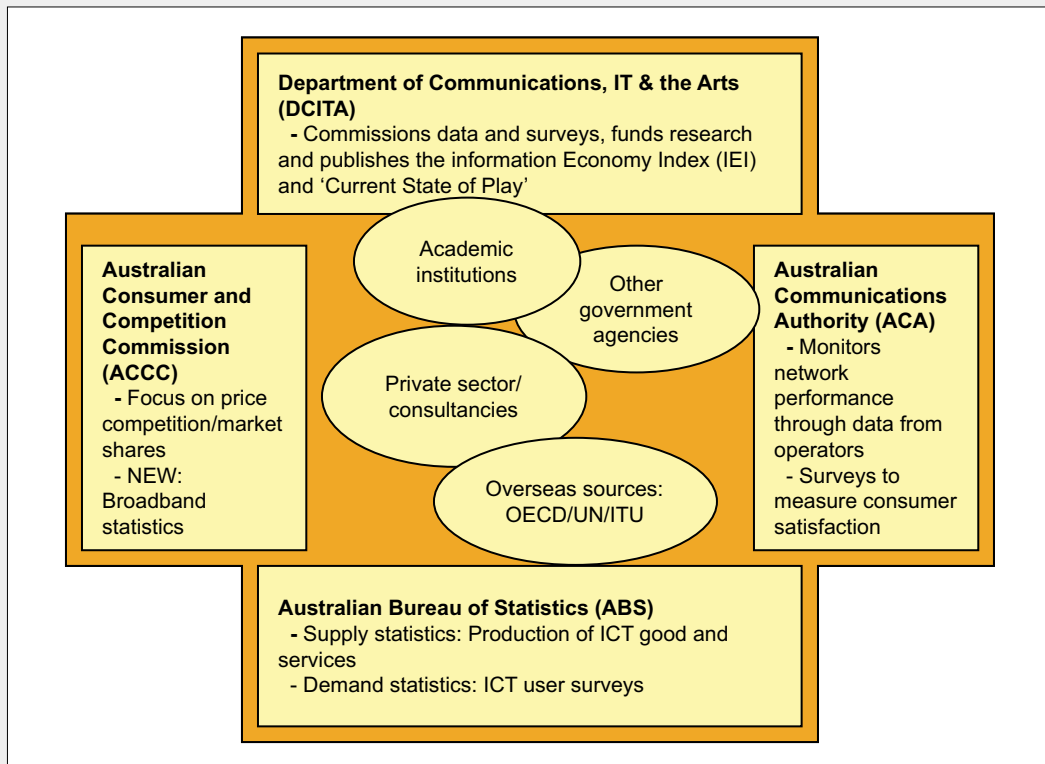 Department of Communications, IT & the Arts
(DCITA)
- Commissions data and surveys, funds research
and publishes the information Economy Index (IEI)
and ‘Current State of Play’
Academic
institutions
Other
government
agencies
Australian
Consumer and
Competition
Commission
(ACCC)
- Focus on price
competition/market
shares
- NEW:
Broadband
statistics
Private sector/
consultancies
Australian
Communications
Authority (ACA)
- Monitors
network
performance
through data from
operators
- Surveys to
measure consumer
satisfaction
Overseas sources:
OECD/UN/ITU
Australian Bureau of Statistics (ABS)
- Supply statistics: Production of ICT good and
services
- Demand statistics: ICT user surveys